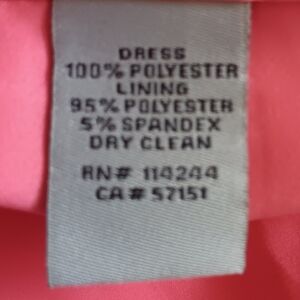 DRESS
100% POLYESTER
LINING
95% POLYESTER
5% SPANDEX
DRY CLEAN
RN# 114244
CA# 57151